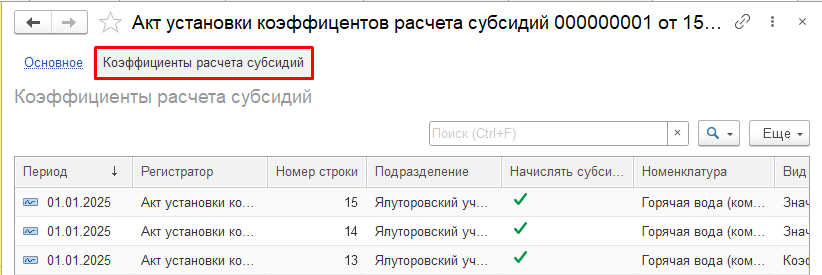 Акт установки коэффицентов расчета субсидий 000000001 от 15...
Основное Коэффициенты расчета субсидий
Коэффициенты расчета субсидий
Поиск (Ctrl+F) × Еще
Период ↓ Регистратор Номер строки Подразделение Начислять субси... Номенклатура Вид
01.01.2025 Акт установки ко... 15 Ялуторовский уч... Горячая вода (ком... Знач
01.01.2025 Акт установки ко... 14 Ялуторовский уч... Горячая вода (ком... Знач
01.01.2025 Акт установки ко... 13 Ялуторовский уч... Горячая вода (ком... Коэф